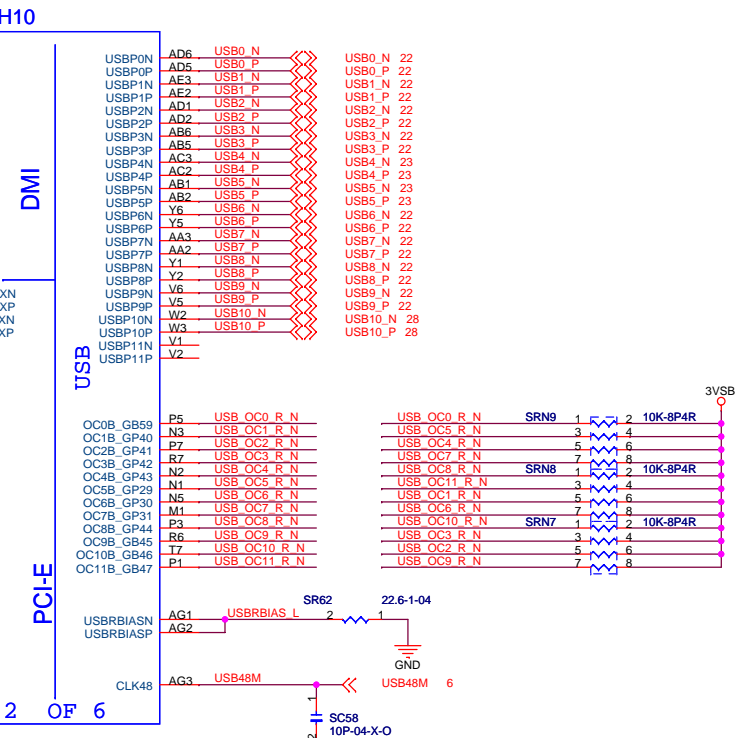 H10
USBP0N AD6 USB0_N USB0_N 22
USBP0P AD5 USB0_P USB0_P 22
USBP1N AE3 USB1_N USB1_N 22
USBP1P AE2 USB1_P USB1_P 22
USBP2N AD1 USB2_N USB2_N 22
USBP2P AD2 USB2_P USB2_P 22
USBP3N AB6 USB3_N USB3_N 22
USBP3P AB5 USB3_P USB3_P 22
USBP4N AC3 USB4_N USB4_N 23
USBP4P AC2 USB4_P USB4_P 23
USBP5N AB1 USB5_N USB5_N 23
USBP5P AB2 USB5_P USB5_P 23
USBP6N Y6 USB6_N USB6_N 22
USBP6P Y5 USB6_P USB6_P 22
USBP7N AA3 USB7_N USB7_N 22
USBP7P AA2 USB7_P USB7_P 22
USBP8N Y1 USB8_N USB8_N 22
USBP8P Y2 USB8_P USB8_P 22
USBP9N V6 USB9_N USB9_N 22
USBP9P V5 USB9_P USB9_P 22
USBP10N W2 USB10_N USB10_N 28
USBP10P W3 USB10_P USB10_P 28
USBP11N V1
USBP11P V2
DMI
XN
XP
XN
XP
USB
3VSB
OC0B_GB59 P5 USB_OC0_R_N USB_OC0_R_N SRN9 1 2 10K-8P4R
OC1B_GP40 N3 USB_OC1_R_N USB_OC5_R_N 3 4
OC2B_GP41 P7 USB_OC2_R_N USB_OC4_R_N 5 6
OC3B_GP42 R7 USB_OC3_R_N USB_OC7_R_N 7 8
OC4B_GP43 N2 USB_OC4_R_N USB_OC8_R_N SRN8 1 2 10K-8P4R
OC5B_GP29 N1 USB_OC5_R_N USB_OC11_R_N 3 4
OC6B_GP30 N5 USB_OC6_R_N USB_OC1_R_N 5 6
OC7B_GP31 M1 USB_OC7_R_N USB_OC6_R_N 7 8
OC8B_GP44 P3 USB_OC8_R_N USB_OC10_R_N SRN7 1 2 10K-8P4R
OC9B_GB45 R6 USB_OC9_R_N USB_OC3_R_N 3 4
OC10B_GB46 T7 USB_OC10_R_N USB_OC2_R_N 5 6
OC11B_GB47 P1 USB_OC11_R_N USB_OC9_R_N 7 8
PCI-E
SR62 22.6-1-04
USBRBIASN AG1 USBRBIAS_L 2 1
USBRBIASP AG2
GND
CLK48 AG3 USB48M USB48M 6
1
2 OF 6
SC58
10P-04-X-O
2